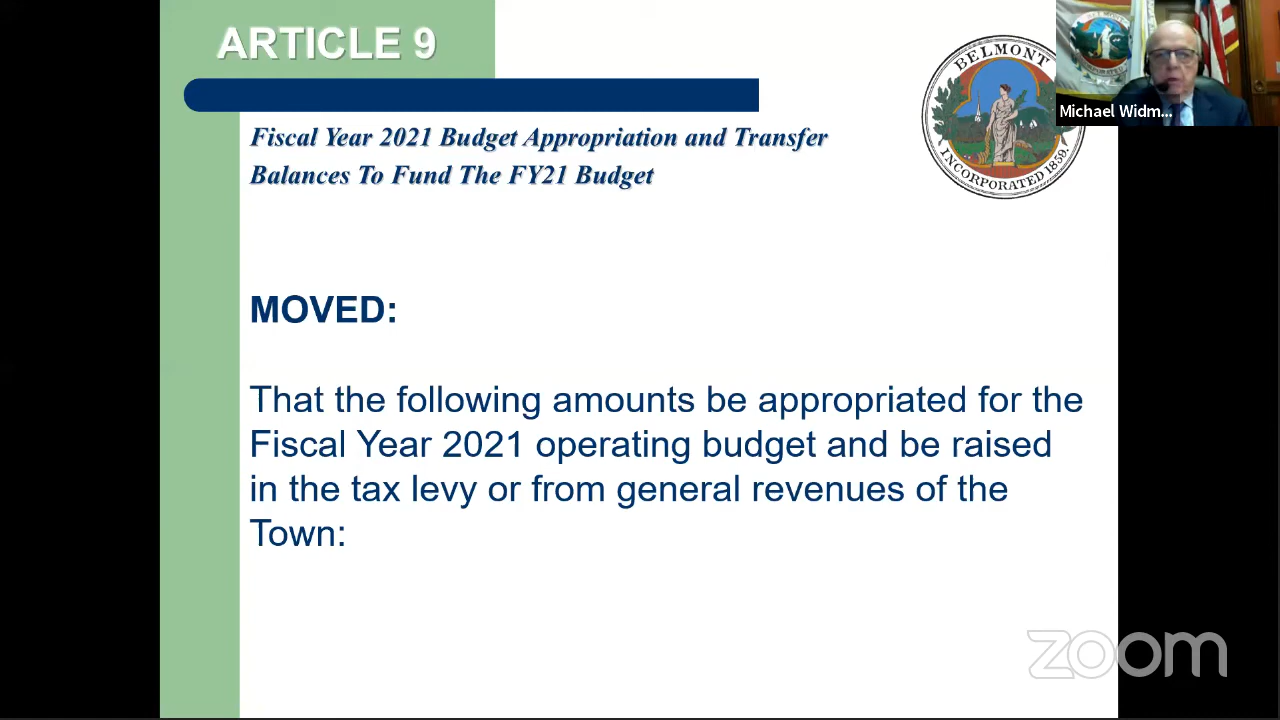 ARTICLE 9
BELMONT
INCORPORATED 1859.
Michael Widm...
Fiscal Year 2021 Budget Appropriation and Transfer
Balances To Fund The FY21 Budget
MOVED:
That the following amounts be appropriated for the
Fiscal Year 2021 operating budget and be raised
in the tax levy or from general revenues of the
Town:
zoom